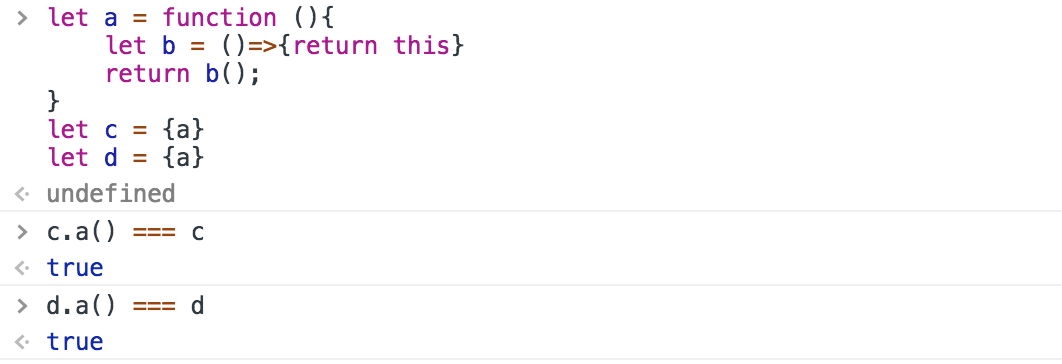 > let a = function (){
let b = ()=>{return this}
return b();
}
let c = {a}
let d = {a}
undefined
> c.a() === c
true
> d.a() === d
true